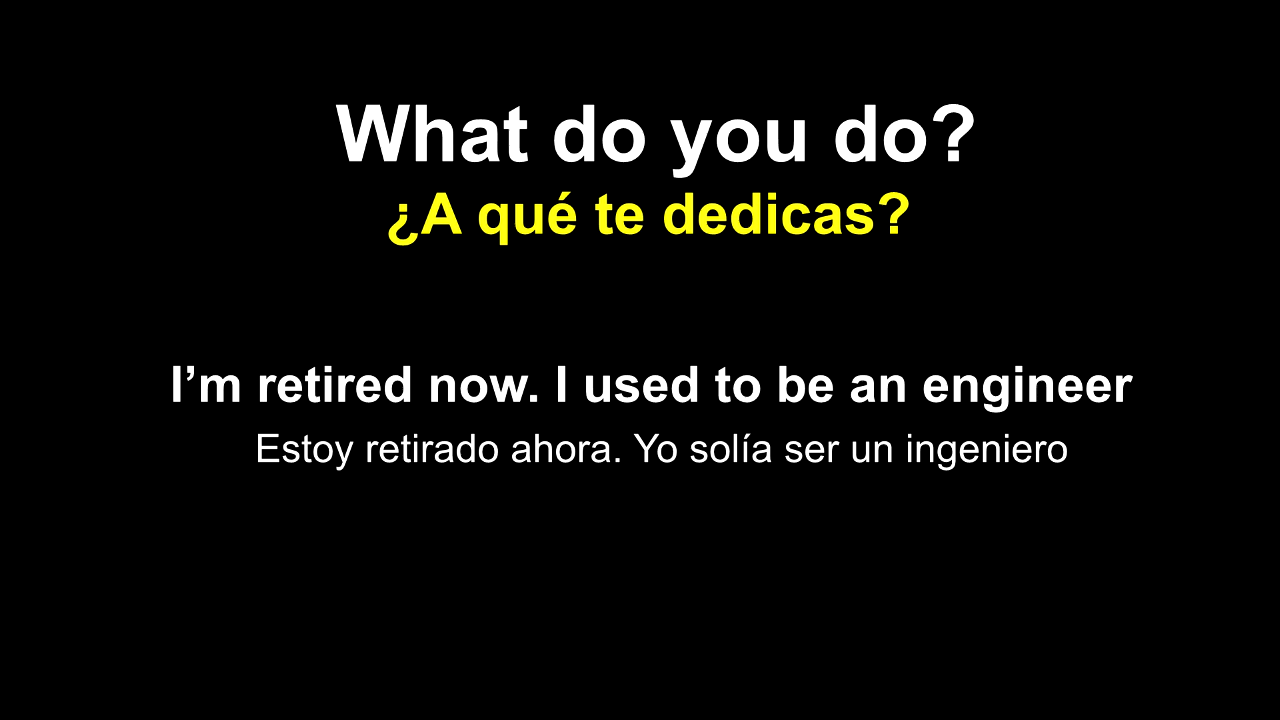 What do you do?
¿A qué te dedicas?
I’m retired now. I used to be an engineer
Estoy retirado ahora. Yo solía ser un ingeniero